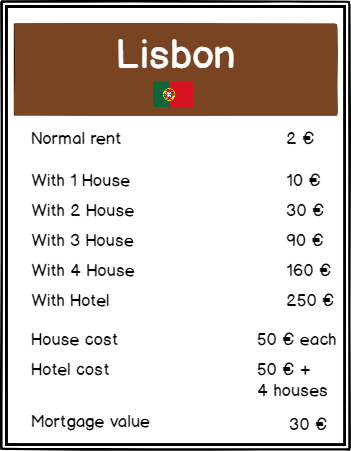 Lisbon
Normal rent 2 €
With 1 House 10 €
With 2 House 30 €
With 3 House 90 €
With 4 House 160 €
With Hotel 250 €
House cost 50 € each
Hotel cost 50 € +
4 houses
Mortgage value 30 €